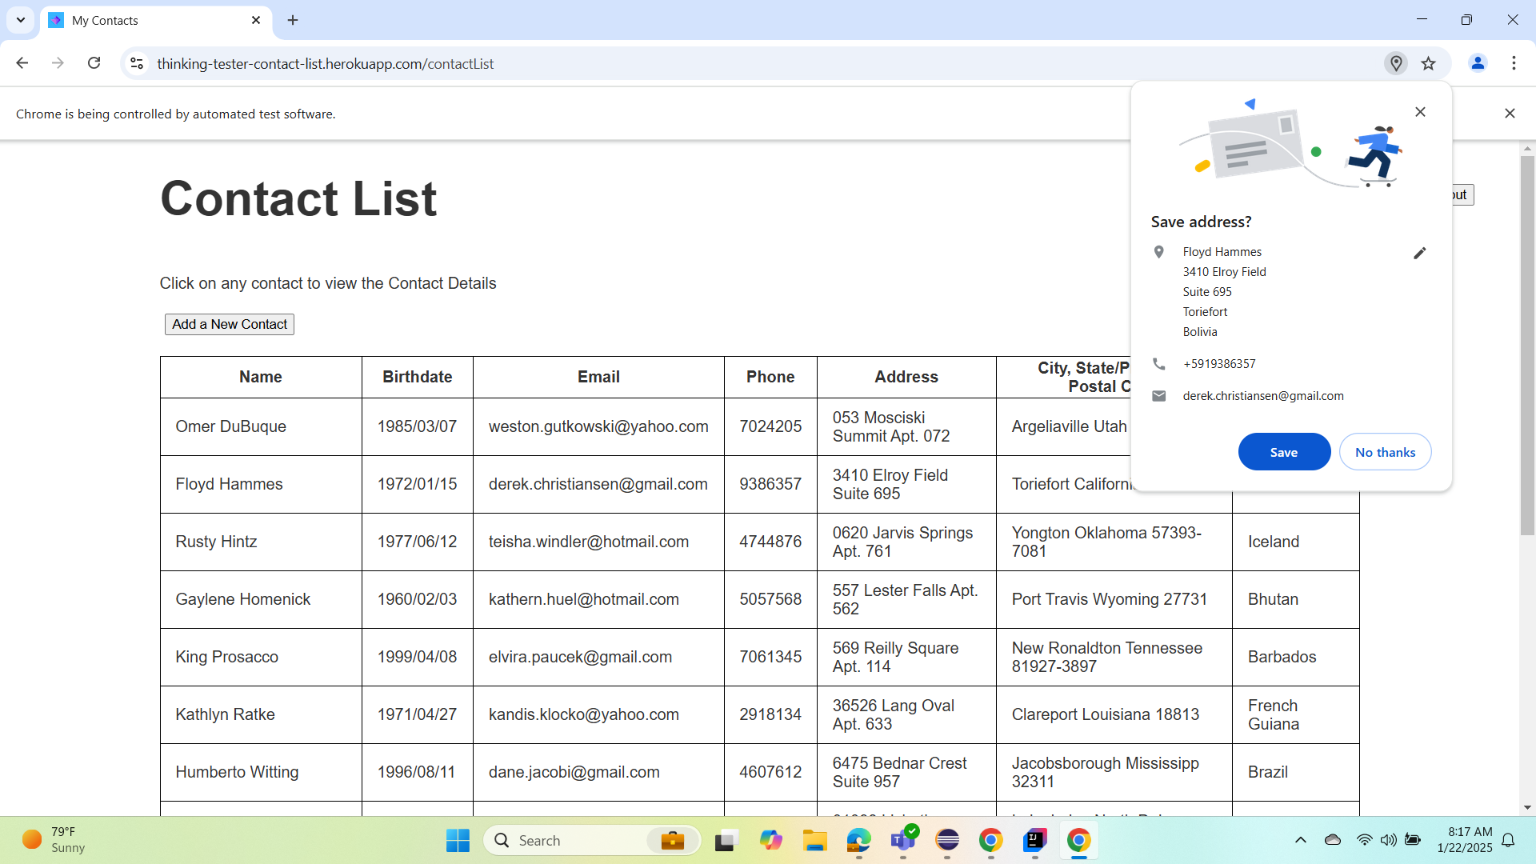 My Contacts
thinking-tester-contact-list.herokuapp.com/contactList
Chrome is being controlled by automated test software.
Save address?
Floyd Hammes
3410 Elroy Field
Suite 695
Toriefort
Bolivia
+5919386357
derek.christiansen@gmail.com
Save No thanks
Contact List
Click on any contact to view the Contact Details
Add a New Contact
Name Birthdate Email Phone Address City, State/P
Postal C
Omer DuBuque 1985/03/07 weston.gutkowski@yahoo.com 7024205 053 Mosciski Argeliaville Utah
Summit Apt. 072
Floyd Hammes 1972/01/15 derek.christiansen@gmail.com 9386357 3410 Elroy Field Toriefort Californ
Suite 695
Rusty Hintz 1977/06/12 teisha.windler@hotmail.com 4744876 0620 Jarvis Springs Yongton Oklahoma 57393- Iceland
Apt. 761 7081
Gaylene Homenick 1960/02/03 kathern.huel@hotmail.com 5057568 557 Lester Falls Apt. Port Travis Wyoming 27731 Bhutan
562
King Prosacco 1999/04/08 elvira.paucek@gmail.com 7061345 569 Reilly Square New Ronaldton Tennessee Barbados
Apt. 114 81927-3897
Kathlyn Ratke 1971/04/27 kandis.klocko@yahoo.com 2918134 36526 Lang Oval Clareport Louisiana 18813 French
Apt. 633 Guiana
Humberto Witting 1996/08/11 dane.jacobi@gmail.com 4607612 6475 Bednar Crest Jacobsborough Mississipp Brazil
Suite 957 32311
79°F
Sunny
Search
8:17 AM
1/22/2025